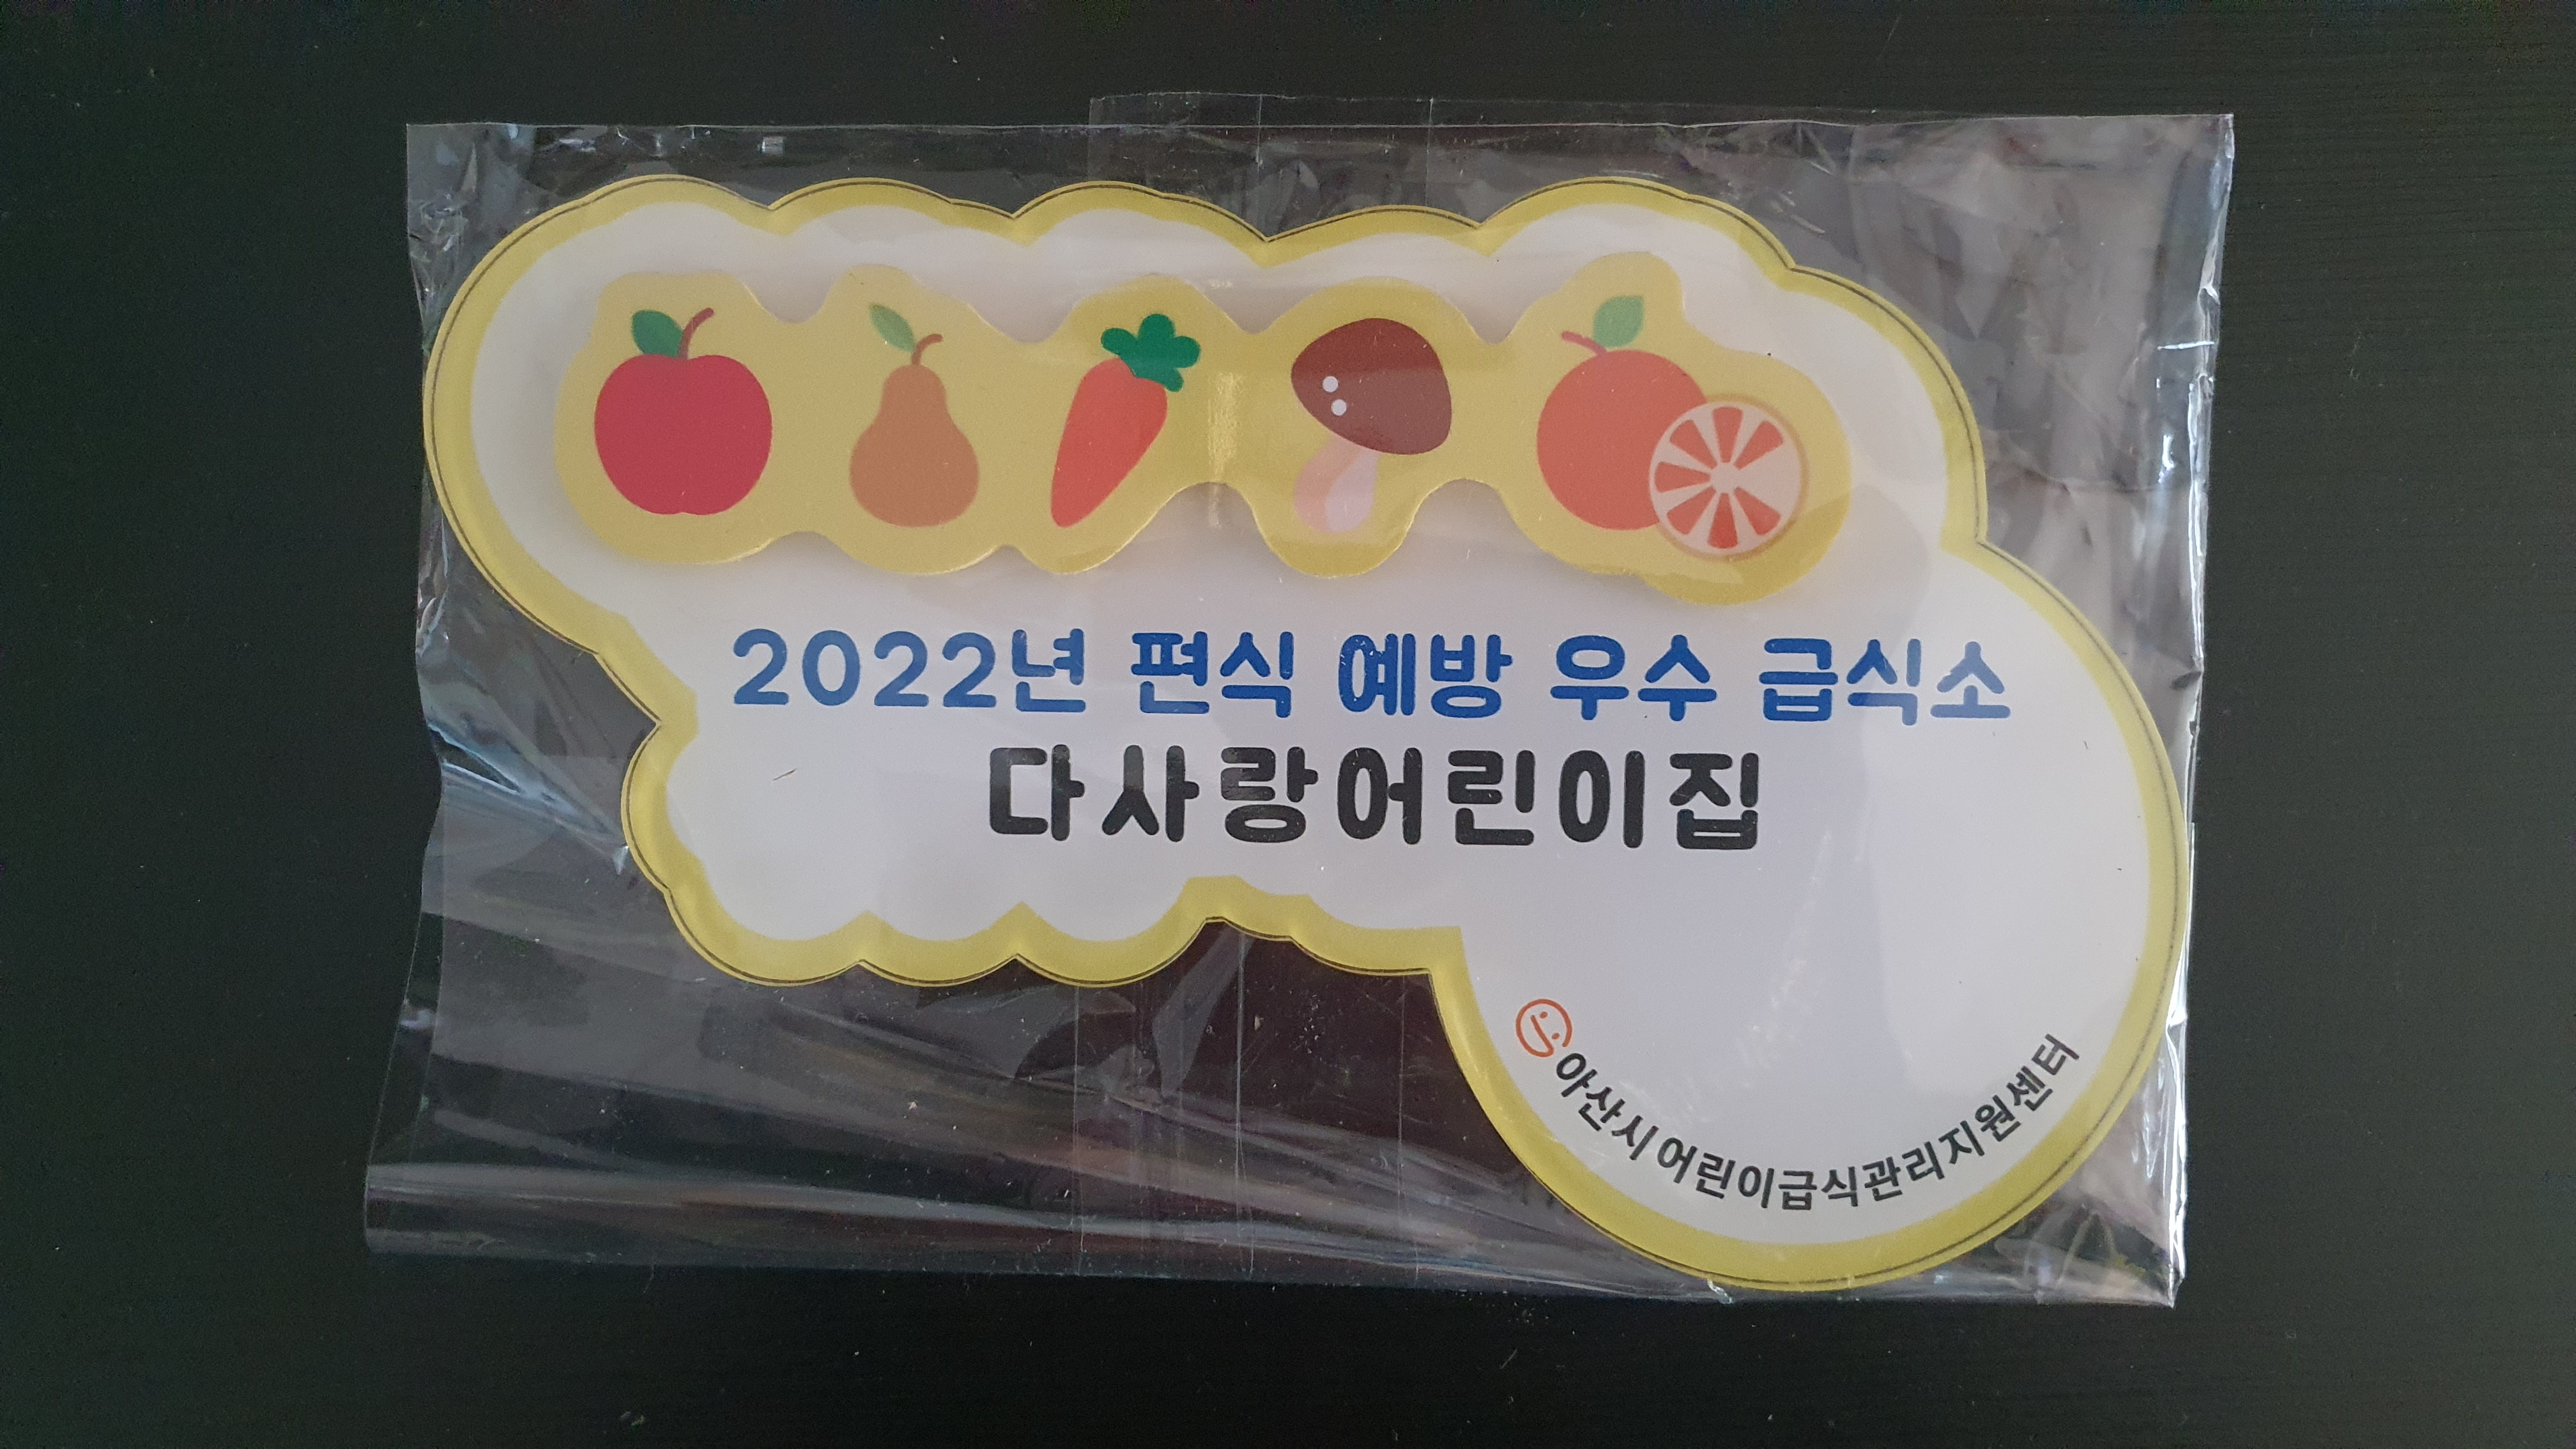 2022년 편식 예방 우수 급식소
다사랑어린이집
아산시어린이급식관리지원센터